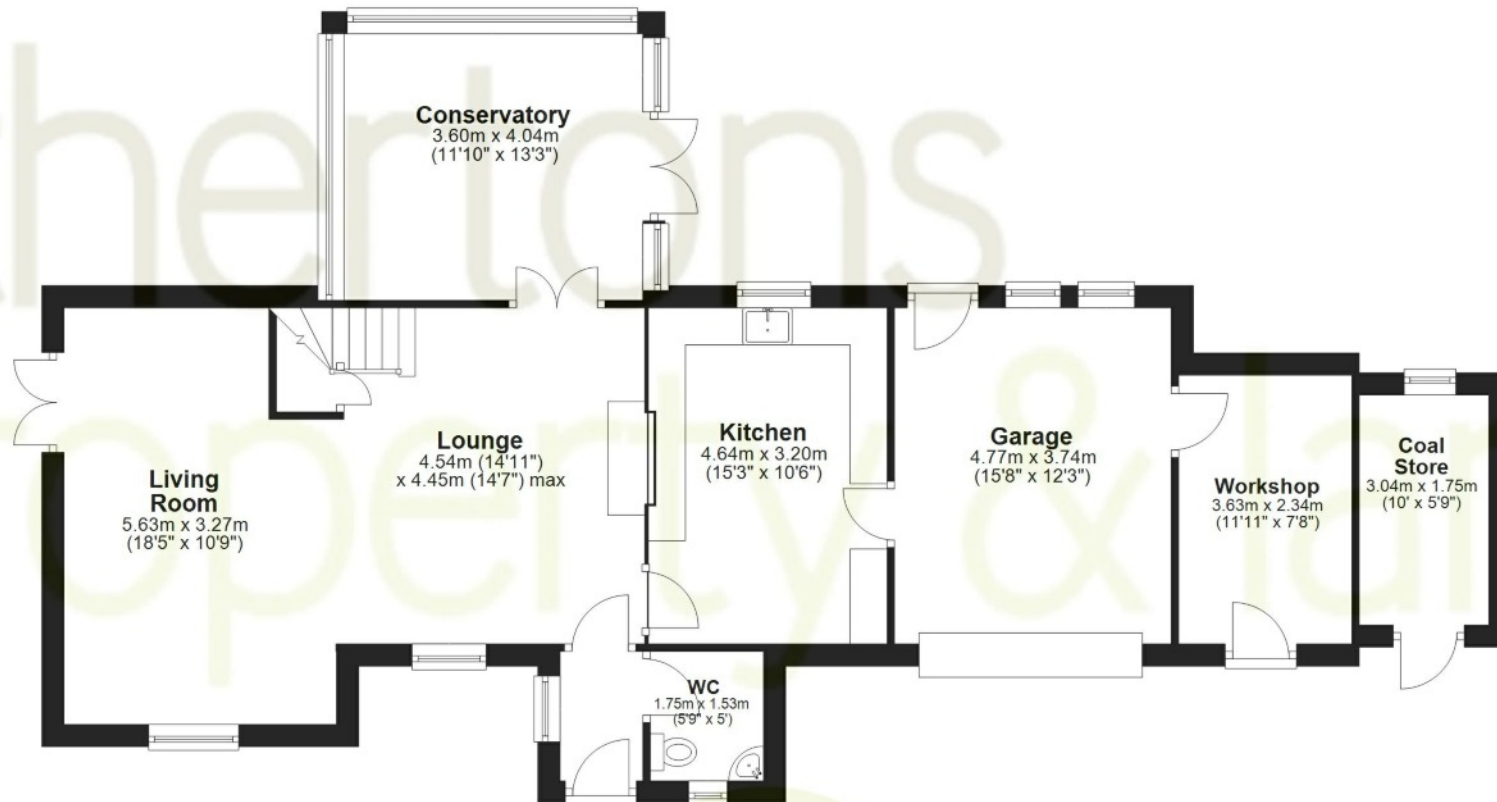 thertons
Conservatory
3.60m x 4.04m
(11'10" x 13'3")
Living
Room
5.63m x 3.27m
(18'5" x 10'9")
Lounge
4.54m (14'11")
x 4.45m (14'7") max
Kitchen
4.64m x 3.20m
(15'3" x 10'6")
Garage
4.77m x 3.74m
(15'8" x 12'3")
Workshop
3.63m x 2.34m
(11'11" x 7'8")
Coal
Store
3.04m x 1.75m
(10' x 5'9")
WC
1.75m x 1.53m
(5'9" x 5')
property & lan